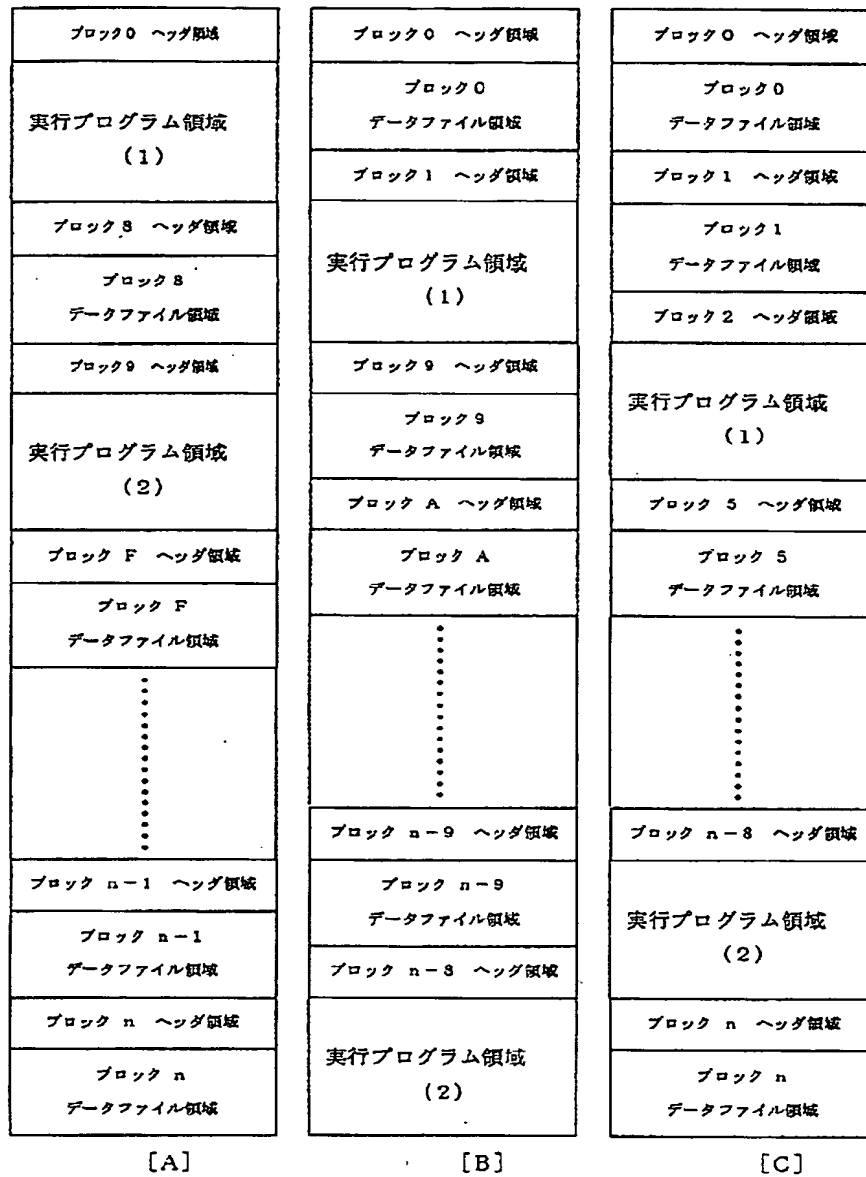 ブロック0 ヘッダ領域
実行プログラム領域
(1)
ブロック8 ヘッダ領域
ブロック8
データファイル領域
ブロック9 ヘッダ領域
実行プログラム領域
(2)
ブロック F ヘッダ領域
ブロック F
データファイル領域
ブロック n-1 ヘッダ領域
ブロック n-1
データファイル領域
ブロック n ヘッダ領域
ブロック n
データファイル領域
[A]
ブロック0 ヘッダ領域
ブロック0
データファイル領域
ブロック1 ヘッダ領域
実行プログラム領域
(1)
ブロック9 ヘッダ領域
ブロック9
データファイル領域
ブロック A ヘッダ領域
ブロック A
データファイル領域
ブロック n-9 ヘッダ領域
ブロック n-9
データファイル領域
ブロック n-8 ヘッダ領域
実行プログラム領域
(2)
[B]
ブロック0 ヘッダ領域
ブロック0
データファイル領域
ブロック1 ヘッダ領域
ブロック1
データファイル領域
ブロック2 ヘッダ領域
実行プログラム領域
(1)
ブロック 5 ヘッダ領域
ブロック 5
データファイル領域
ブロック n-8 ヘッダ領域
実行プログラム領域
(2)
ブロック n ヘッダ領域
ブロック n
データファイル領域
[C]